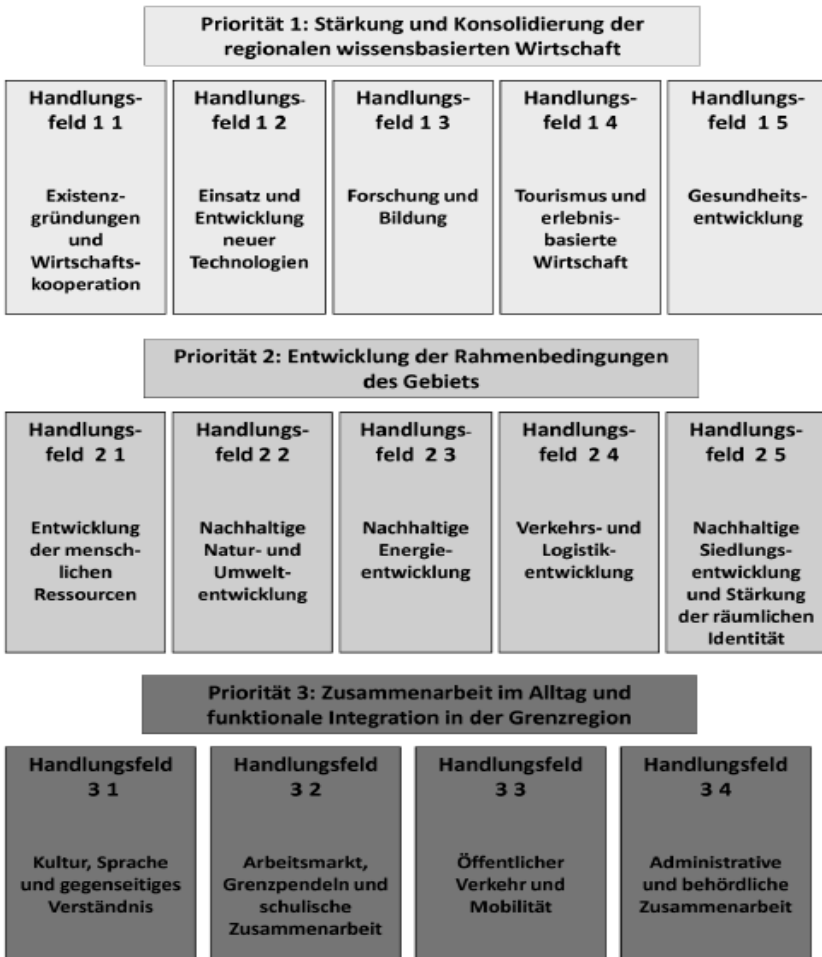 Priorität 1: Stärkung und Konsolidierung der
regionalen wissensbasierten Wirtschaft
Handlungs-
feld 1 1
Existenz-
gründungen
und
Wirtschafts-
kooperation
Handlungs-
feld 1 2
Einsatz und
Entwicklung
neuer
Technologien
Handlungs-
feld 1 3
Forschung und
Bildung
Handlungs-
feld 1 4
Tourismus und
erlebnis-
basierte
Wirtschaft
Handlungs-
feld 1 5
Gesundheits-
entwicklung
Priorität 2: Entwicklung der Rahmenbedingungen
des Gebiets
Handlungs-
feld 2 1
Entwicklung
der mensch-
lichen
Ressourcen
Handlungs-
feld 2 2
Nachhaltige
Natur- und
Umwelt-
entwicklung
Handlungs-
feld 2 3
Nachhaltige
Energie-
entwicklung
Handlungs-
feld 2 4
Verkehrs- und
Logistik-
entwicklung
Handlungs-
feld 2 5
Nachhaltige
Siedlungs-
entwicklung
und Stärkung
der räumlichen
Identität
Priorität 3: Zusammenarbeit im Alltag und
funktionale Integration in der Grenzregion
Handlungsfeld
3 1
Kultur, Sprache
und gegenseitiges
Verständnis
Handlungsfeld
3 2
Arbeitsmarkt,
Grenzpendeln und
schulische
Zusammenarbeit
Handlungsfeld
3 3
Öffentlicher
Verkehr und
Mobilität
Handlungsfeld
3 4
Administrative
und behördliche
Zusammenarbeit